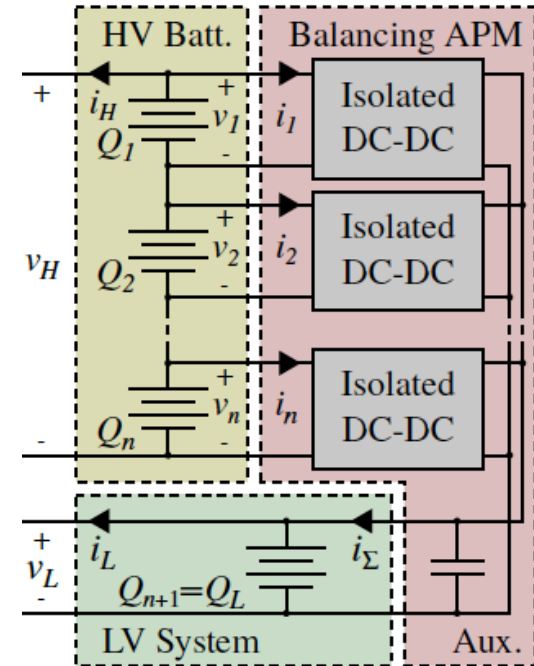 HV Batt.
Balancing APM
+
i_H
+
v_1
-
Q_1
i_1
Isolated
DC-DC
v_H
+
v_2
-
Q_2
i_2
Isolated
DC-DC
+
v_n
-
Q_n
i_n
Isolated
DC-DC
-
+
v_L
-
i_L
i_Σ
Q_{n+1}=Q_L
LV System
Aux.